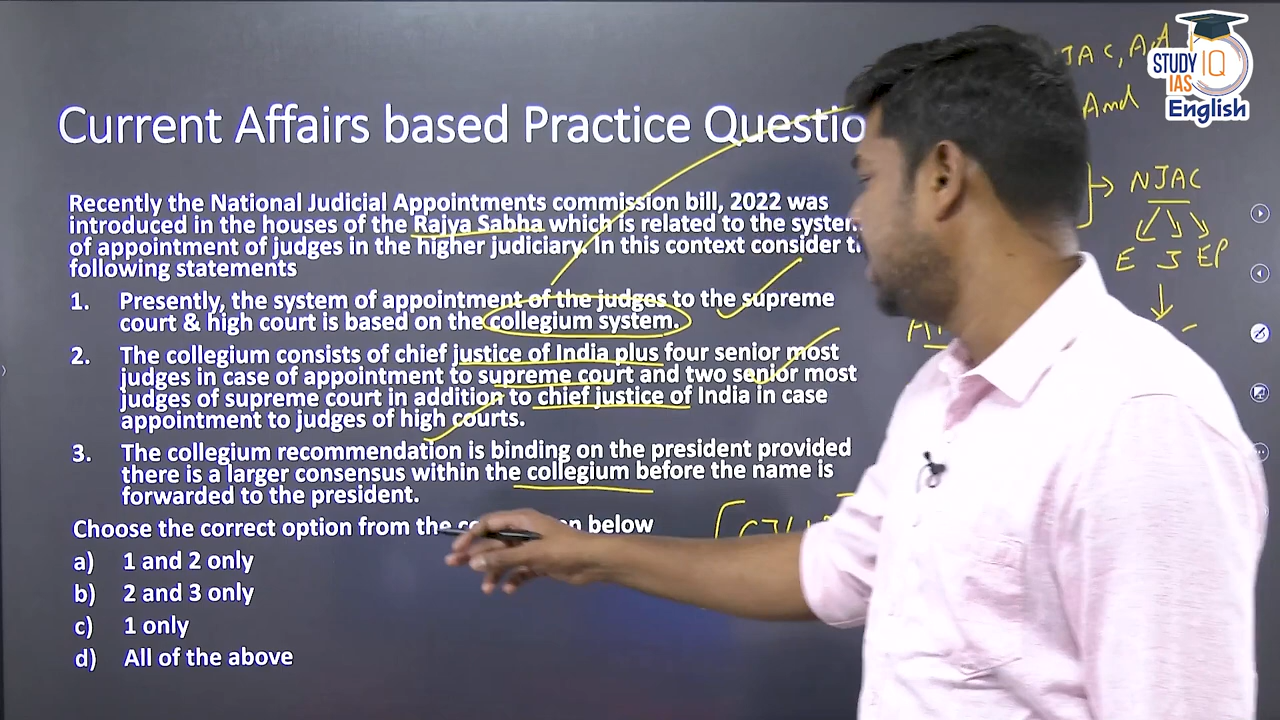 Current Affairs based Practice Questio
Recently the National Judicial Appointments commission bill, 2022 was
introduced in the houses of the Rajya Sabha which is related to the system
of appointment of judges in the higher judiciary. In this context consider
following statements
1. Presently, the system of appointment of the judges to the supreme
court & high court is based on the collegium system.
2. The collegium consists of chief justice of India plus four senior most
judges in case of appointment to supreme court and two senior most
judges of supreme court in addition to chief justice of India in case
appointment to judges of high courts.
3. The collegium recommendation is binding on the president provided
there is a larger consensus within the collegium before the name is
forwarded to the president.
Choose the correct option from the below
a) 1 and 2 only
b) 2 and 3 only
c) 1 only
d) All of the above
STUDY IQ
IAS
English
And
NJAC
E J EP